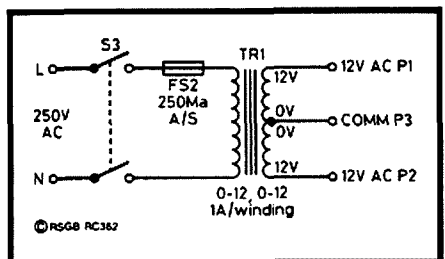 S3
TR1
L
12V
12V AC P1
FS2
250Ma
A/S
250V
AC
0V
COMM P3
0V
N
12V
12V AC P2
0-12, 0-12
1A/winding
©RSGB RC362